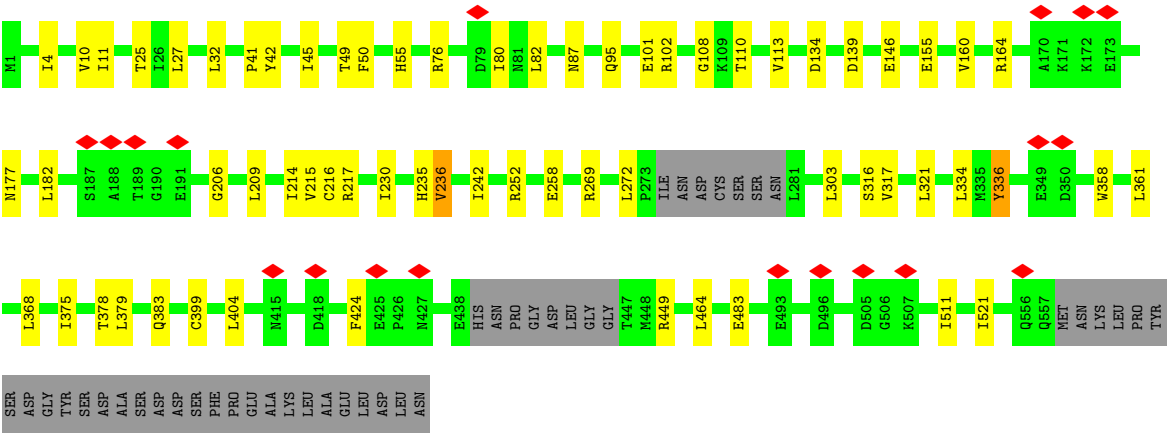 M1 I4 V10 I11 T25 I26 L27 L32 P41 Y42 I45 T49 F50 H55 R76 D79 I80 N81 L82 N87 Q95 E101 R102 G108 K109 T110 V113 D134 D139 E146 E155 V160 R164 A170 K171 K172 E173
N177 L182 S187 A188 T189 G190 E191 G206 L209 I214 V215 C216 R217 I230 H235 V236 I242 R252 E258 R269 L272 P273 ILE ASN ASP CYS SER SER ASN L281 L303 S316 V317 L321 L334 M335 Y336 E349 D350 W358 L361
L368 I375 T378 L379 Q383 C399 L404 N415 D418 F424 E425 P426 N427 E438 HIS ASN PRO GLY ASP LEU GLY GLY T447 M448 R449 L464 E483 E493 D496 D505 G506 K507 I511 I521 Q556 Q557 MET ASN LYS LEU PRO TYR
SER ASP GLY TYR SER ASP ALA SER ASP ASP SER PHE PRO GLU ALA LYS LEU ALA GLU LEU ASP LEU ASN